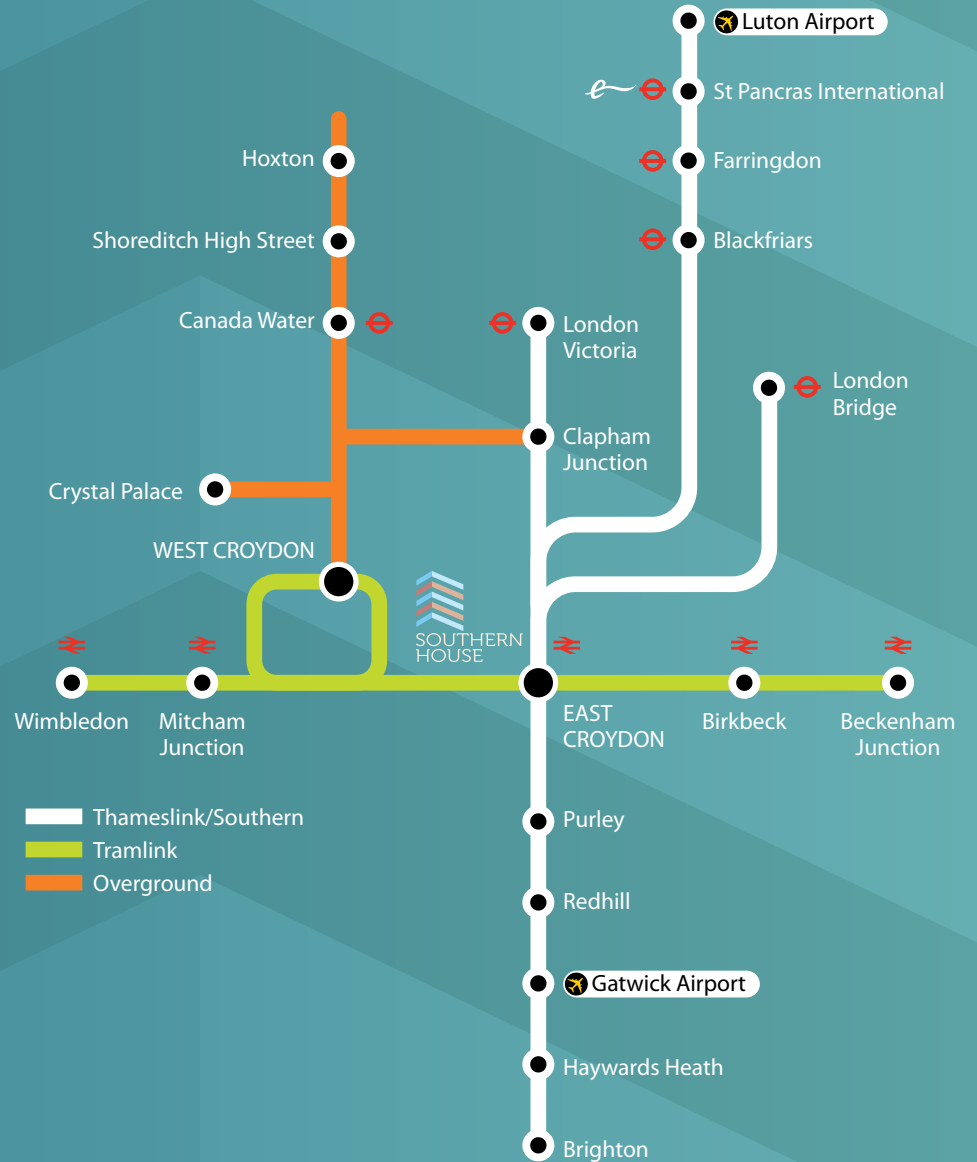 Luton Airport
e
St Pancras International
Hoxton
Farringdon
Shoreditch High Street
Blackfriars
Canada Water
London
Victoria
London
Bridge
Clapham
Junction
Crystal Palace
WEST CROYDON
SOUTHERN
HOUSE
Wimbledon
Mitcham
Junction
EAST
CROYDON
Birkbeck
Beckenham
Junction
Thameslink/Southern
Tramlink
Overground
Purley
Redhill
Gatwick Airport
Haywards Heath
Brighton